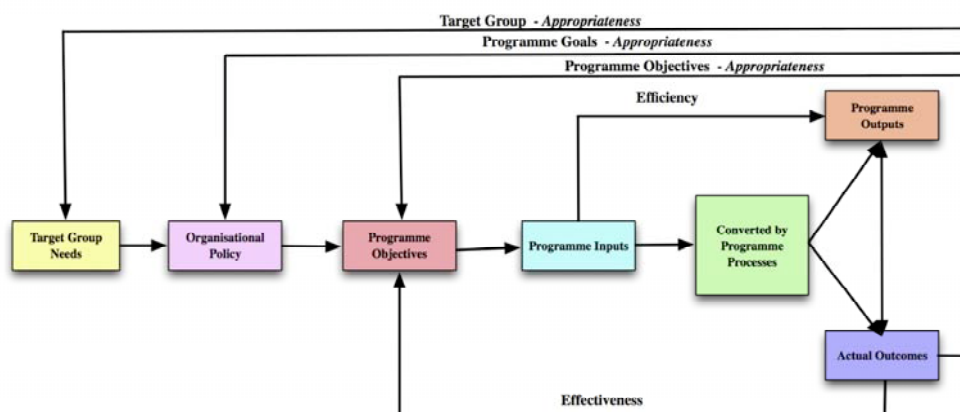 Target Group - Appropriateness
Programme Goals - Appropriateness
Programme Objectives - Appropriateness
Efficiency
Programme
Outputs
Target Group
Needs
Organisational
Policy
Programme
Objectives
Programme Inputs
Converted by
Programme
Processes
Actual Outcomes
Effectiveness